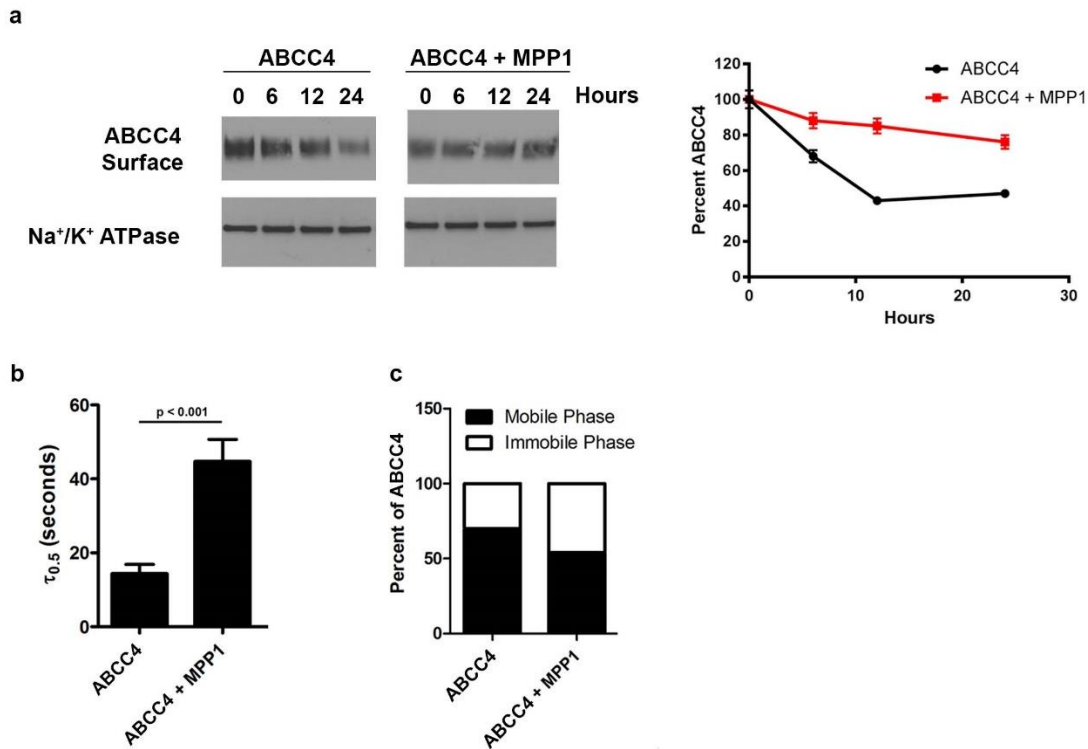 a
ABCC4
ABCC4 + MPP1
0 6 12 24
0 6 12 24
Hours
ABCC4
Surface
Na⁺/K⁺ ATPase
ABCC4
ABCC4 + MPP1
120
100
80
60
40
20
0
Percent ABCC4
0 10 20 30
Hours
b
p < 0.001
60
40
20
0
τ0.5 (seconds)
ABCC4
ABCC4 + MPP1
c
Mobile Phase
Immobile Phase
150
100
50
0
Percent of ABCC4
ABCC4
ABCC4 + MPP1